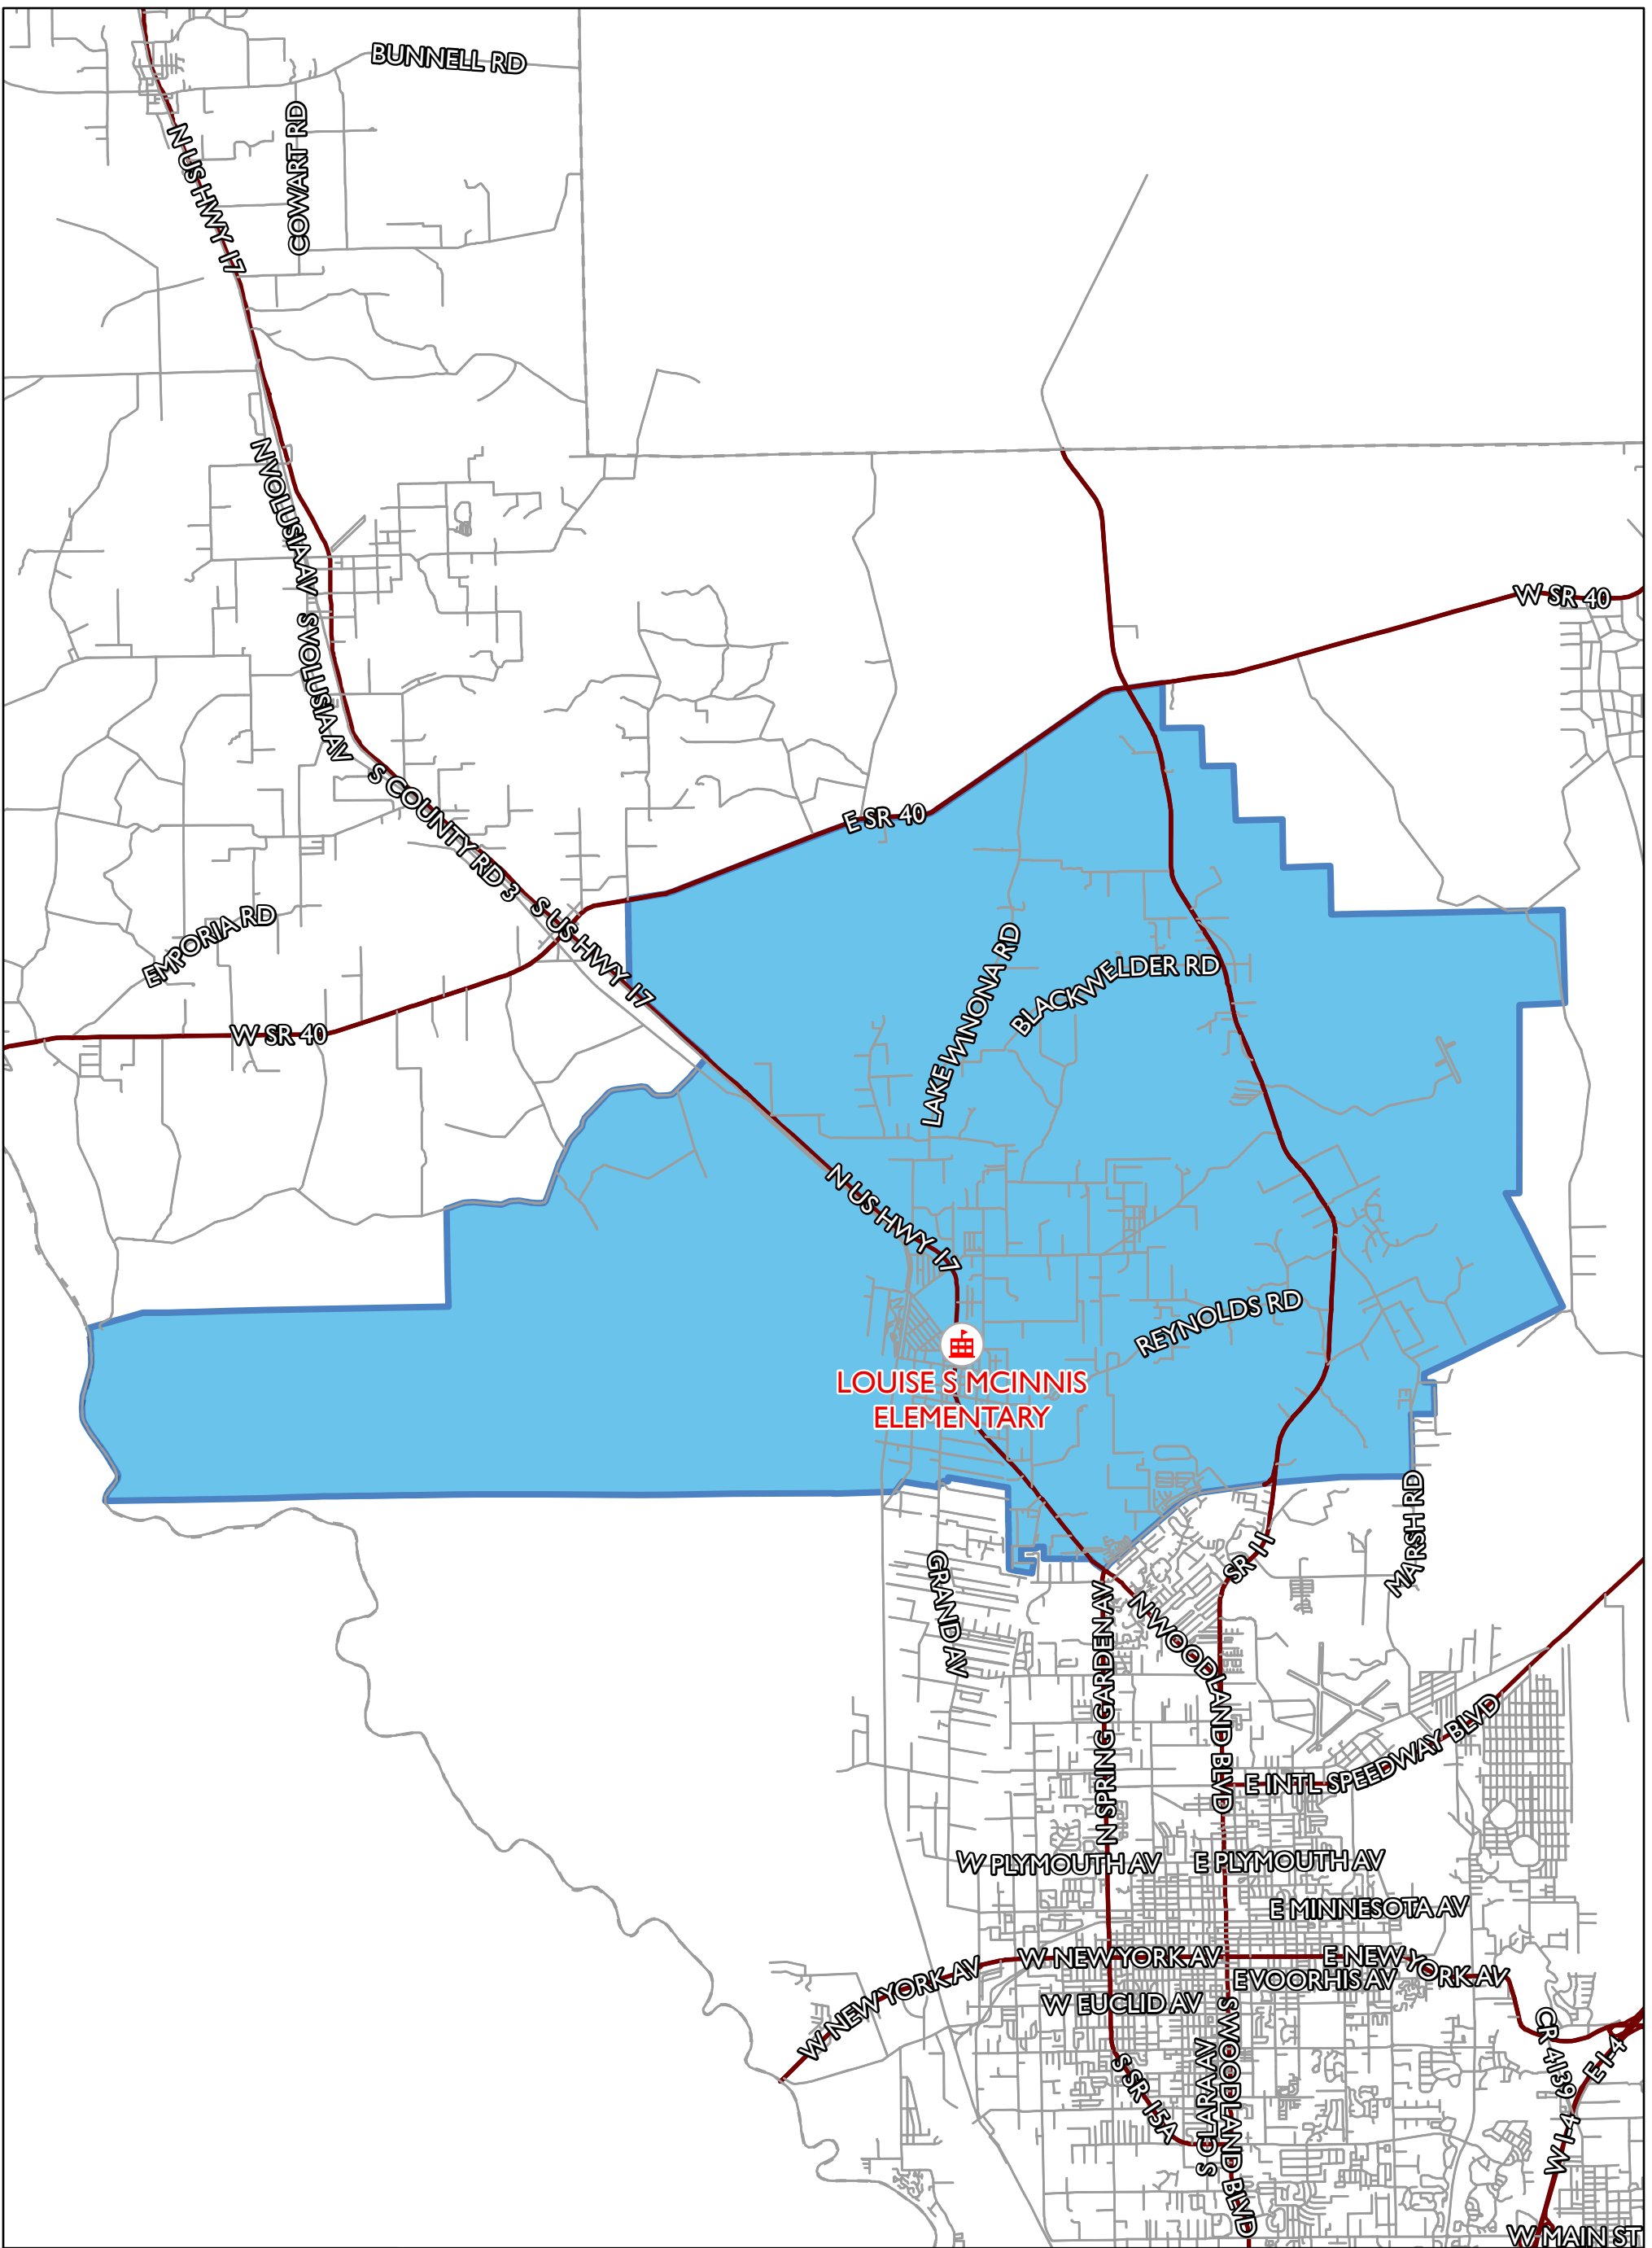 BUNNELL RD
COWART RD
N US HWY 17
N VOLUSIA AV
S VOLUSIA AV
W SR 40
S COUNTY RD 3
E SR 40
S US HWY 17
EMPORIA RD
W SR 40
LAKE WINONA RD
BLACKWELDER RD
N US HWY 17
REYNOLDS RD
LOUISE S MCINNIS
ELEMENTARY
MARSH RD
SR 11
GRAND AV
N SPRING GARDEN AV
N WOODLAND BLVD
E INTL SPEEDWAY BLVD
W PLYMOUTH AV
E PLYMOUTH AV
E MINNESOTA AV
W NEW YORK AV
W NEW YORK AV
E NEW YORK AV
E VOORHIS AV
W EUCLID AV
S SR 15A
S CLARA AV
S WOODLAND BLVD
CR 4139
E I-4
W I-4
W MAIN ST